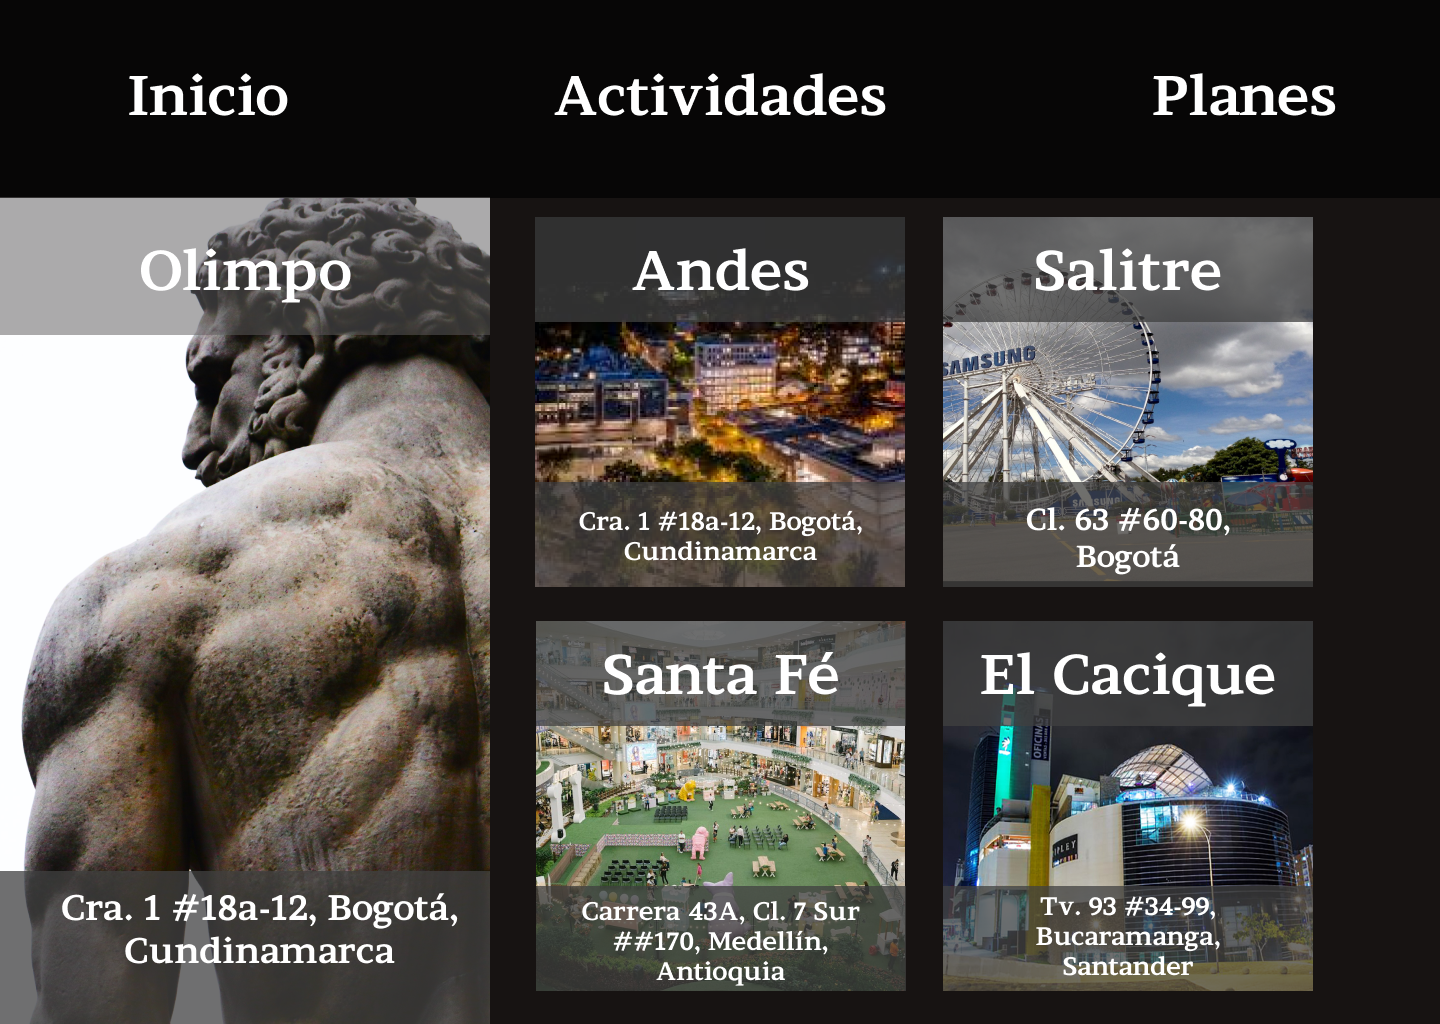 Inicio
Actividades
Planes
Olimpo
Cra. 1 #18a-12, Bogotá,
Cundinamarca
Andes
Cra. 1 #18a-12, Bogotá,
Cundinamarca
Salitre
SAMSUNG
SAMSUNG
Cl. 63 #60-80,
Bogotá
Santa Fé
Carrera 43A, Cl. 7 Sur
##170, Medellín,
Antioquia
El Cacique
OFICINAS
IPLEY
Tv. 93 #34-99,
Bucaramanga,
Santander